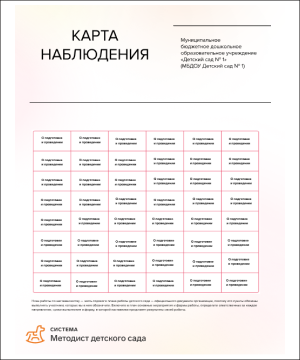 КАРТА
НАБЛЮДЕНИЯ
Муниципальное
бюджетное дошкольное
образовательное учреждение
«Детский сад № 1»
(МБДОУ Детский сад № 1)
О подготовке и проведении О подготовке и проведении О подготовке и проведении О подготовке и проведении О подготовке и проведении О подготовке и проведении
О подготовке и проведении О подготовке и проведении О подготовке и проведении О подготовке и проведении О подготовке и проведении О подготовке и проведении
О подготовке и проведении О подготовке и проведении О подготовке и проведении О подготовке и проведении О подготовке и проведении О подготовке и проведении
О подготовке и проведении О подготовке и проведении О подготовке и проведении О подготовке и проведении О подготовке и проведении О подготовке и проведении
О подготовке и проведении О подготовке и проведении О подготовке и проведении О подготовке и проведении О подготовке и проведении О подготовке и проведении
О подготовке и проведении О подготовке и проведении О подготовке и проведении О подготовке и проведении О подготовке и проведении О подготовке и проведении
О подготовке и проведении О подготовке и проведении О подготовке и проведении О подготовке и проведении О подготовке и проведении О подготовке и проведении
О подготовке и проведении О подготовке и проведении О подготовке и проведении О подготовке и проведении О подготовке и проведении О подготовке и проведении
СИСТЕМА
Методист детского сада